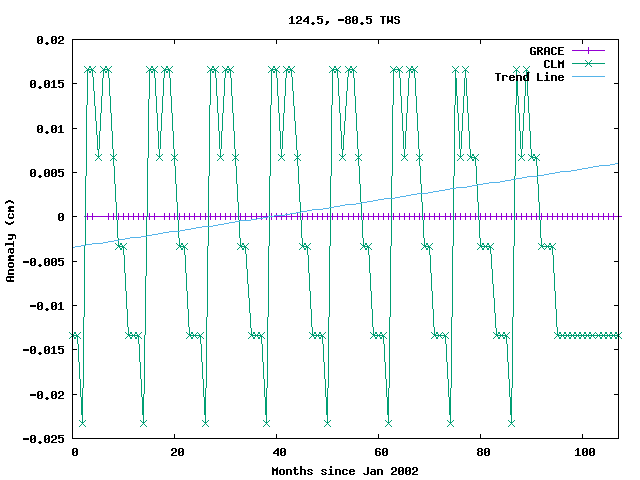 124.5, -80.5 TWS
GRACE
CLM
Trend Line
0.02
0.015
0.01
0.005
0
-0.005
-0.01
-0.015
-0.02
-0.025
Anomaly (cm)
0 20 40 60 80 100
Months since Jan 2002